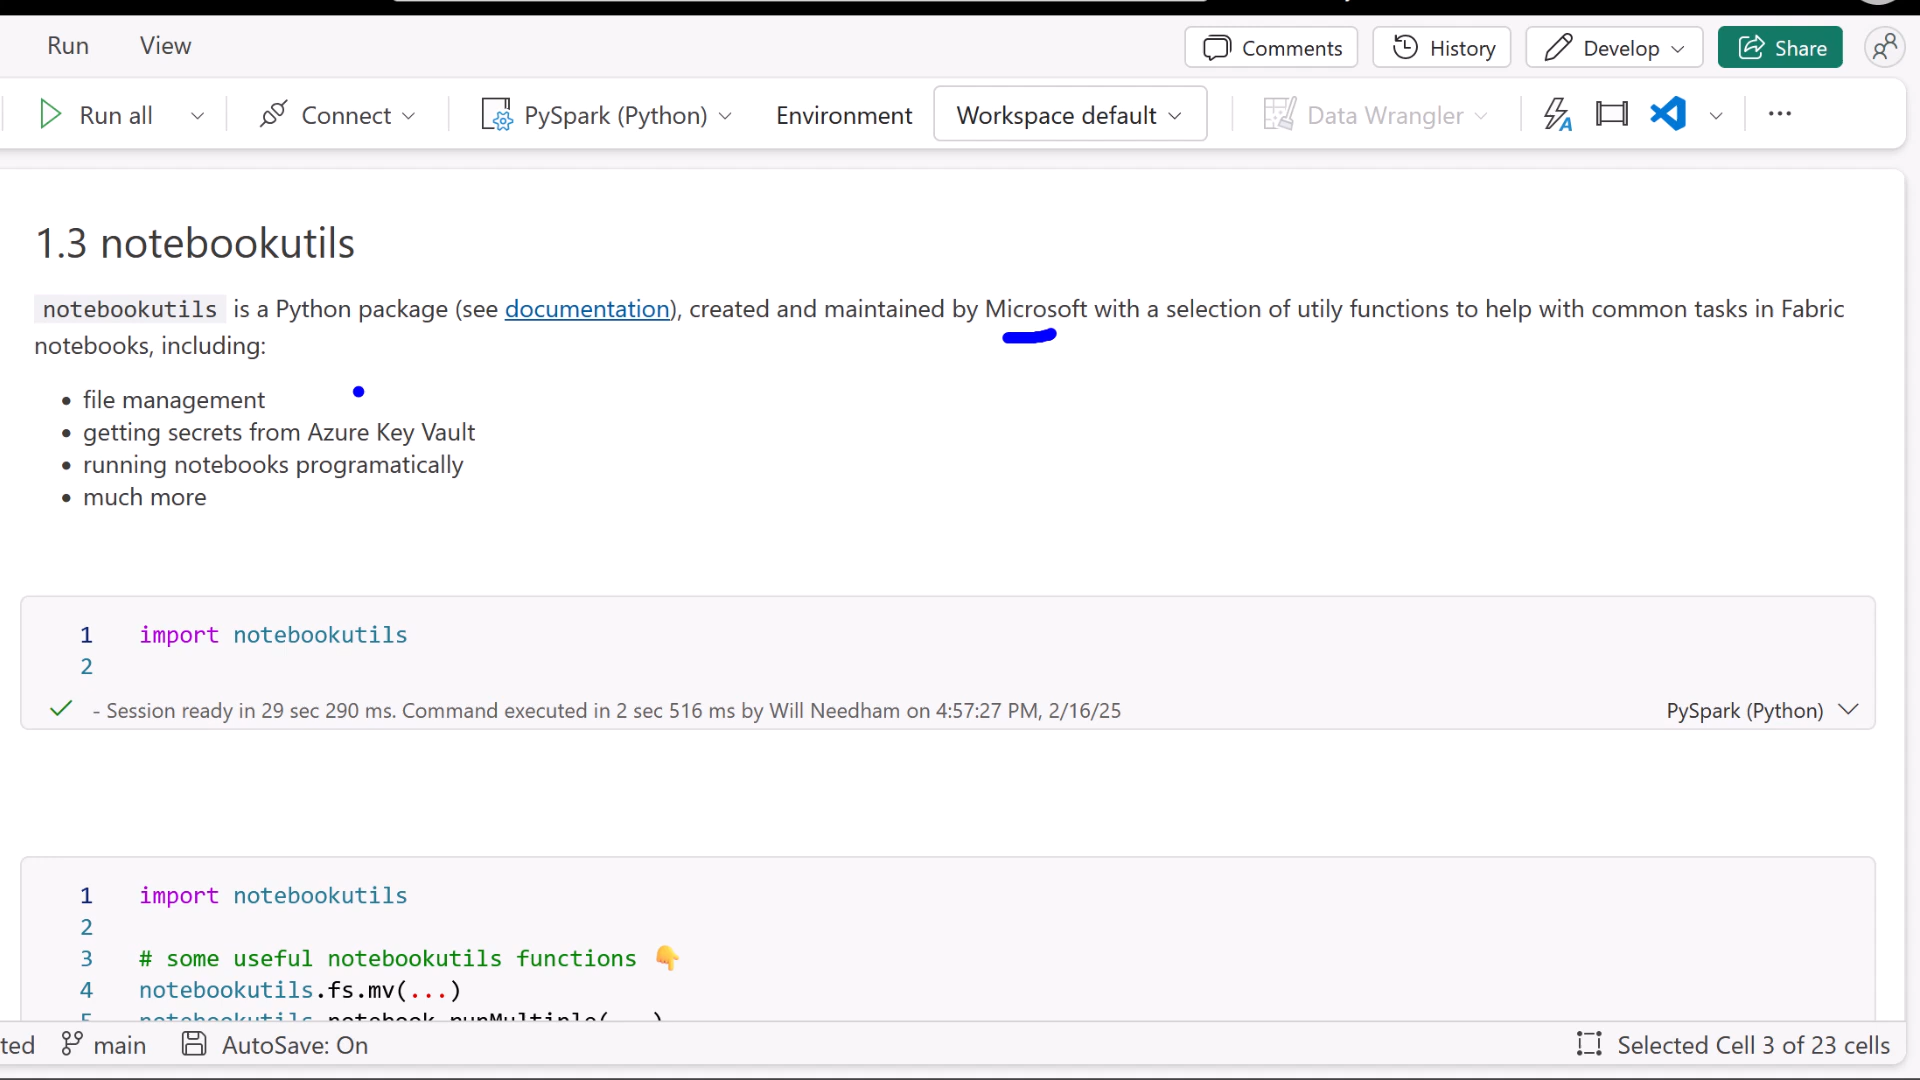 Run View Comments History Develop Share
Run all Connect PySpark (Python) Environment Workspace default Data Wrangler ...
1.3 notebookutils
notebookutils is a Python package (see documentation), created and maintained by Microsoft with a selection of utily functions to help with common tasks in Fabric
notebooks, including:
• file management
• getting secrets from Azure Key Vault
• running notebooks programatically
• much more
1 import notebookutils
2
- Session ready in 29 sec 290 ms. Command executed in 2 sec 516 ms by Will Needham on 4:57:27 PM, 2/16/25 PySpark (Python)
1 import notebookutils
2
3 # some useful notebookutils functions 👇
4 notebookutils.fs.mv(...)
5 notebookutils.notebook.runMultiple(...)
ted main AutoSave: On Selected Cell 3 of 23 cells